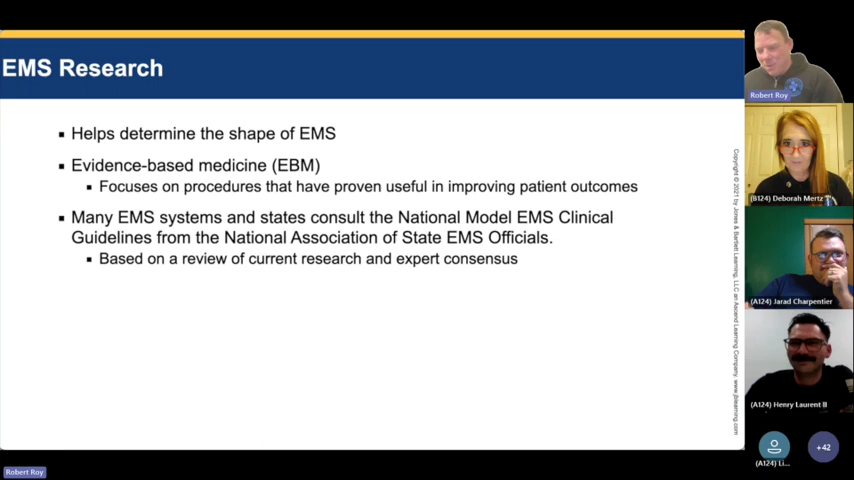 EMS Research
Helps determine the shape of EMS
Evidence-based medicine (EBM)
Focuses on procedures that have proven useful in improving patient outcomes
Many EMS systems and states consult the National Model EMS Clinical
Guidelines from the National Association of State EMS Officials.
Based on a review of current research and expert consensus
Copyright © 2021 by Jones & Bartlett Learning, LLC an Ascend Learning Company. www.jblearning.com
Robert Roy
(B124) Deborah Mertz
(A124) Jarad Charpentier
(A124) Henry Laurent II
(A124) Li...
+42
Robert Roy